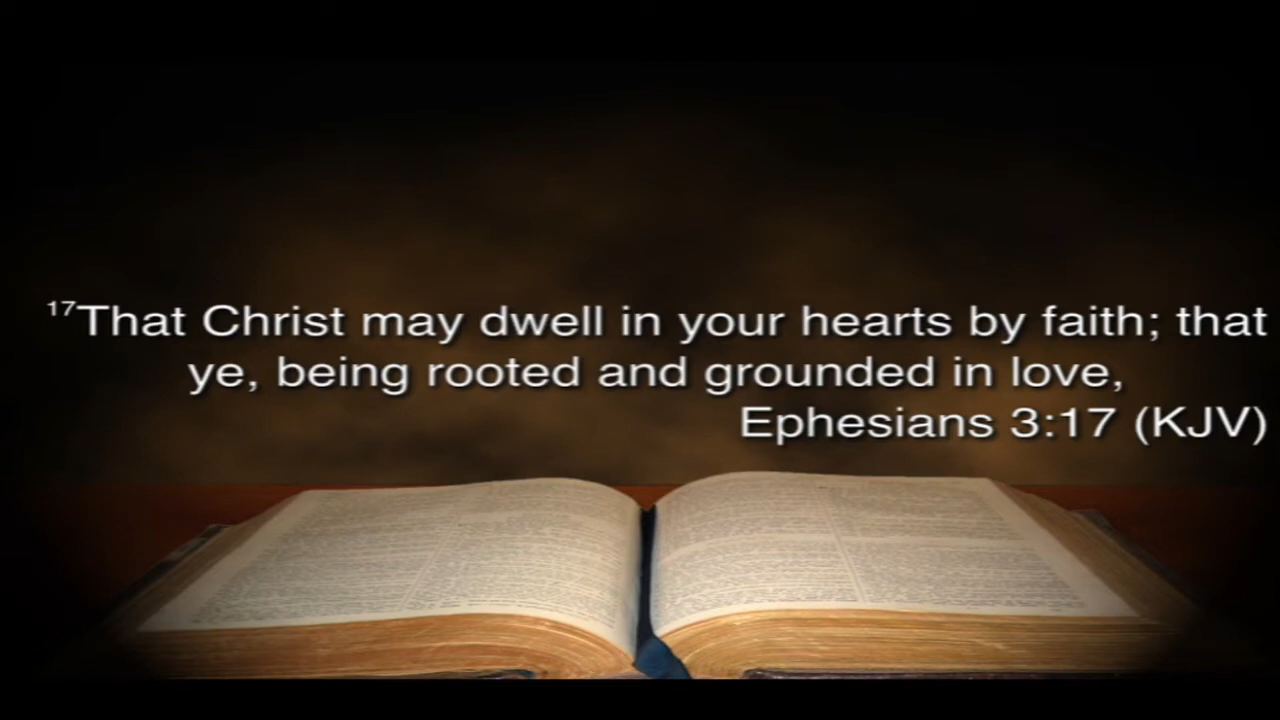 ¹⁷That Christ may dwell in your hearts by faith; that
ye, being rooted and grounded in love,
Ephesians 3:17 (KJV)